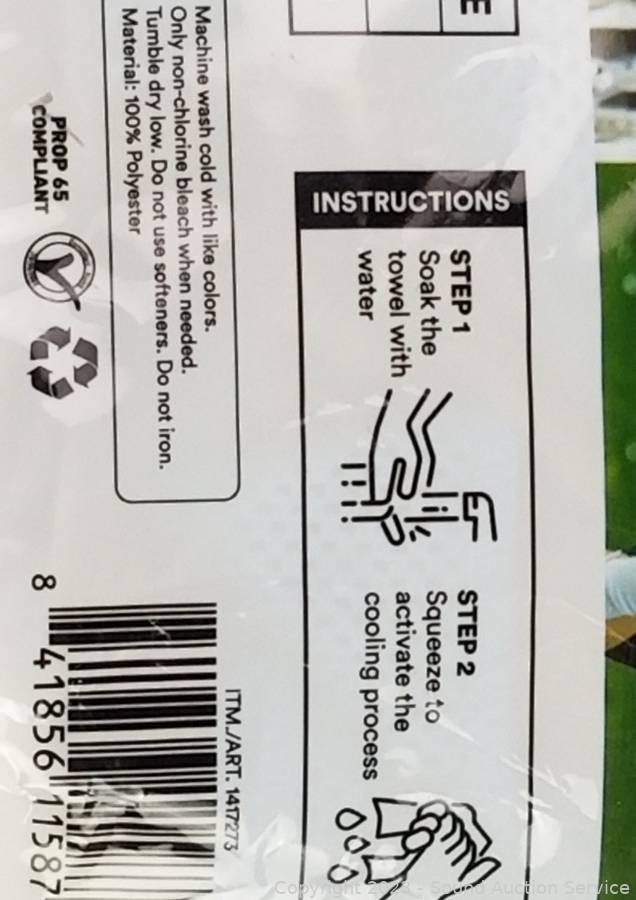 E
INSTRUCTIONS
STEP 1
Soak the
towel with
water
STEP 2
Squeeze to
activate the
cooling process
Machine wash cold with like colors.
Only non-chlorine bleach when needed.
Tumble dry low. Do not use softeners. Do not iron.
Material: 100% Polyester
PROP 65
COMPLIANT
ITM./ART. 1417273
8 41856 11587
Copyright 2023 - Sound Auction Service